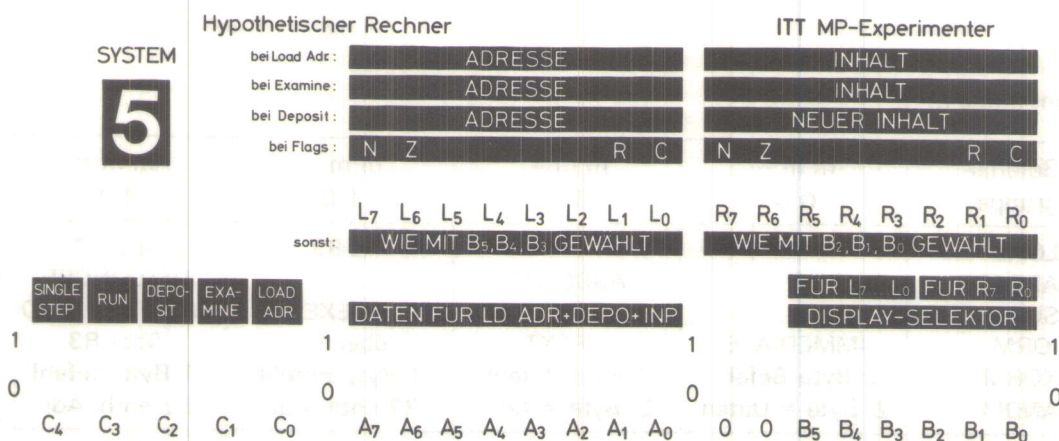 Hypothetischer Rechner ITT MP-Experimenter
SYSTEM
5
bei Load Adr: ADRESSE INHALT
bei Examine: ADRESSE INHALT
bei Deposit: ADRESSE NEUER INHALT
bei Flags: N Z R C N Z R C
L7 L6 L5 L4 L3 L2 L1 L0 R7 R6 R5 R4 R3 R2 R1 R0
sonst: WIE MIT B5,B4,B3 GEWÄHLT WIE MIT B2,B1,B0 GEWÄHLT
SINGLE STEP RUN DEPO-SIT EXA-MINE LOAD ADR
FÜR L7...L0 FÜR R7...R0
DATEN FÜR LD ADR+DEPO+INP DISPLAY-SELEKTOR
1 1 1 1
0 0 0 0
C4 C3 C2 C1 C0 A7 A6 A5 A4 A3 A2 A1 A0 0 0 B5 B4 B3 B2 B1 B0